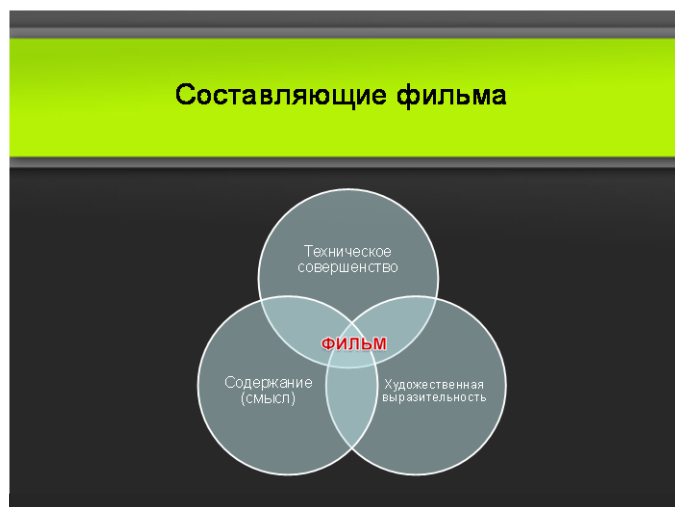 Составляющие фильма
Техническое
совершенство
ФИЛЬМ
Содержание
(смысл)
Художественная
выразительность